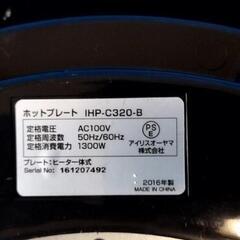 ホットプレート IHP-C320-B
定格電圧 AC100V
定格周波数 50Hz/60Hz
定格消費電力 1300W
PSE
アイリスオーヤマ
株式会社
プレート:ヒーター一体式
Serial No: 161207492
2016年製
MADE IN CHINA